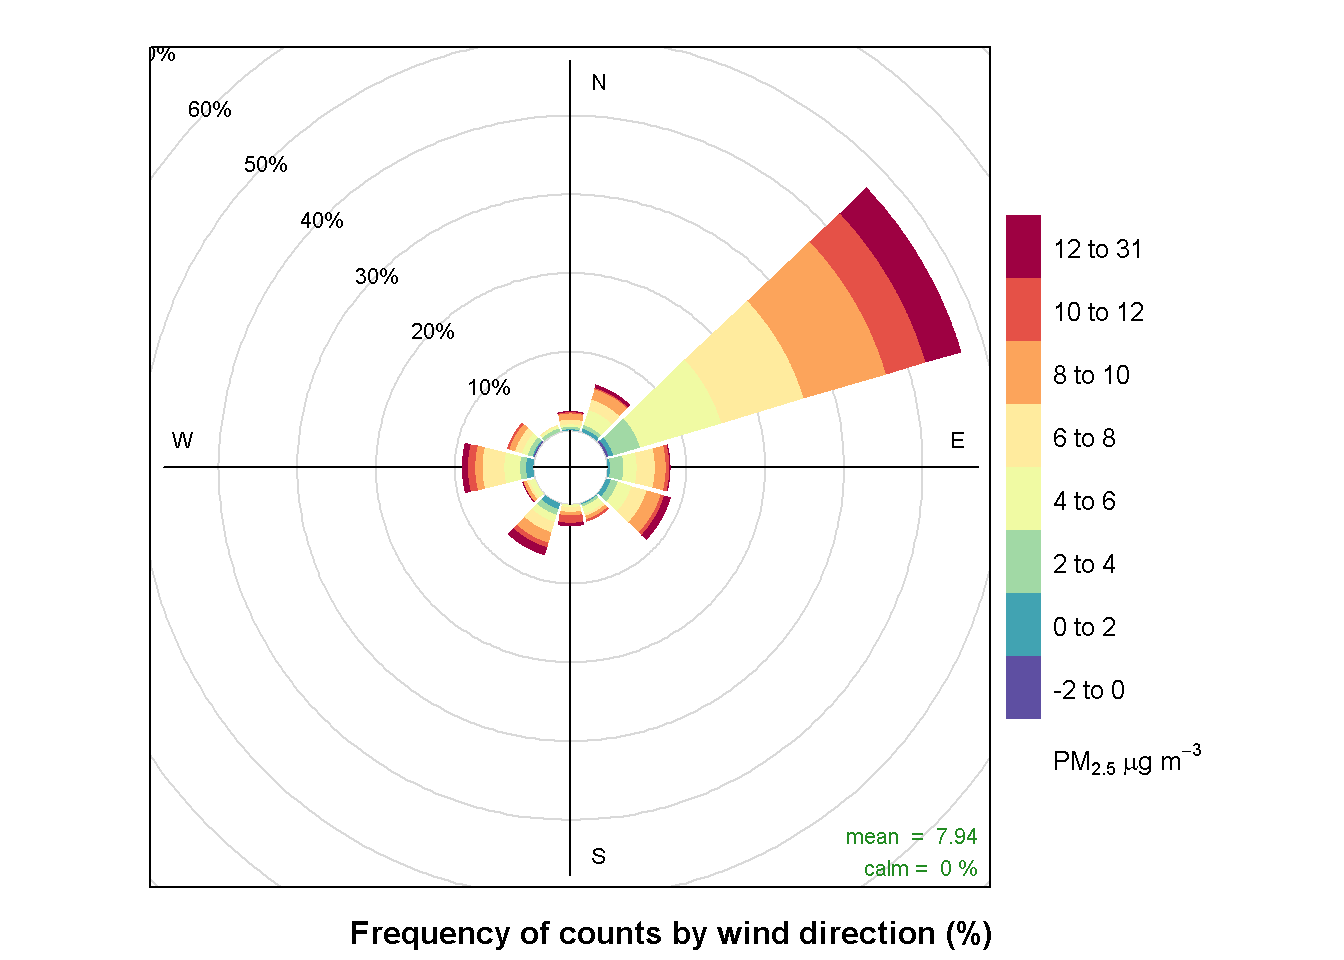 0%
60%
50%
40%
30%
20%
10%
N
W
E
S
12 to 31
10 to 12
8 to 10
6 to 8
4 to 6
2 to 4
0 to 2
-2 to 0
PM2.5 μg m−3
mean = 7.94
calm = 0 %
Frequency of counts by wind direction (%)